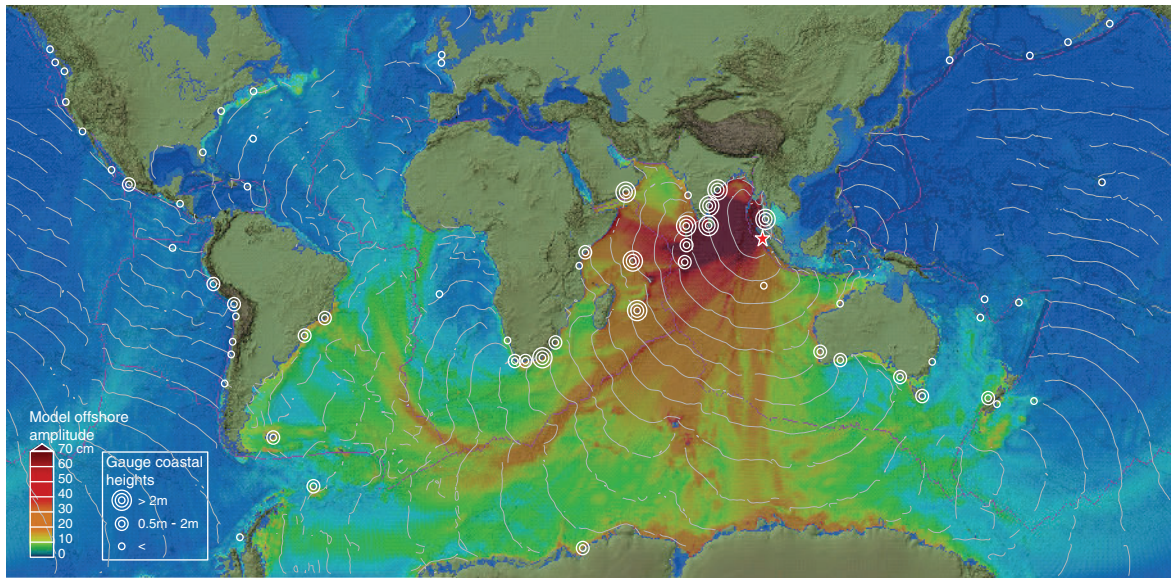 Model offshore
amplitude
70 cm
60
50
40
30
20
10
0
Gauge coastal
heights
> 2m
0.5m - 2m
<